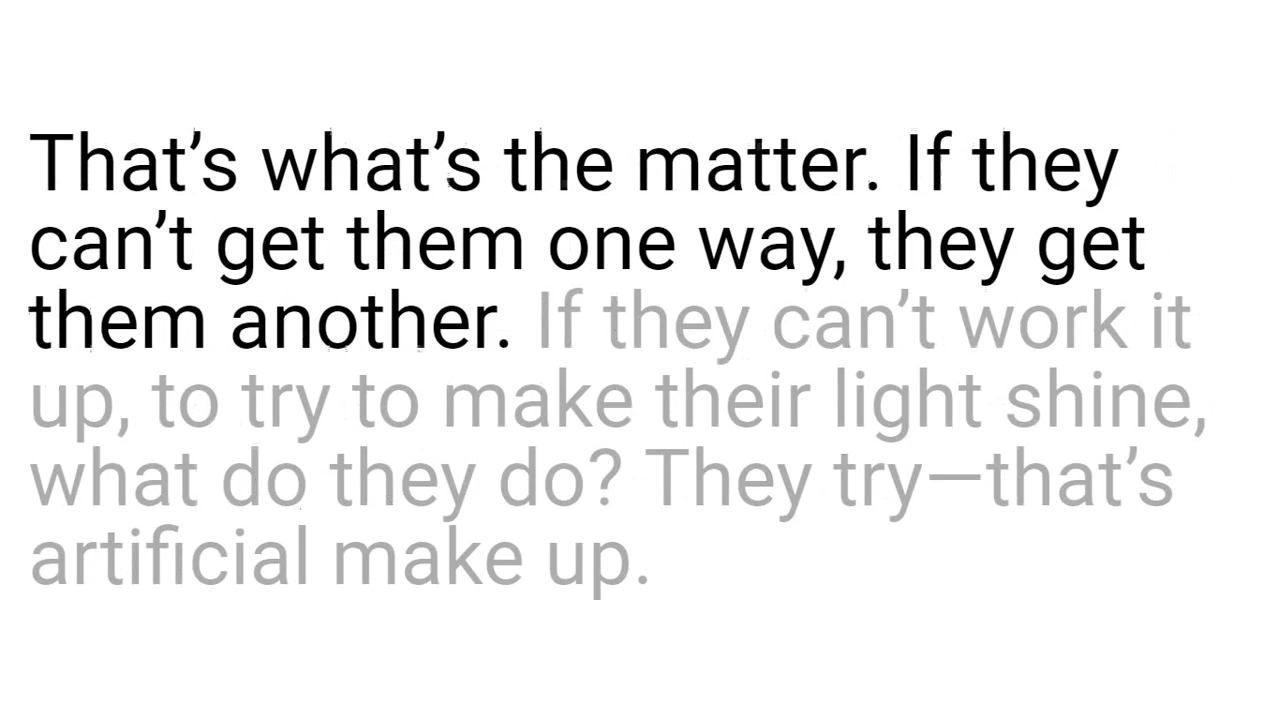 That’s what’s the matter. If they
can’t get them one way, they get
them another. If they can’t work it
up, to try to make their light shine,
what do they do? They try—that’s
artificial make up.